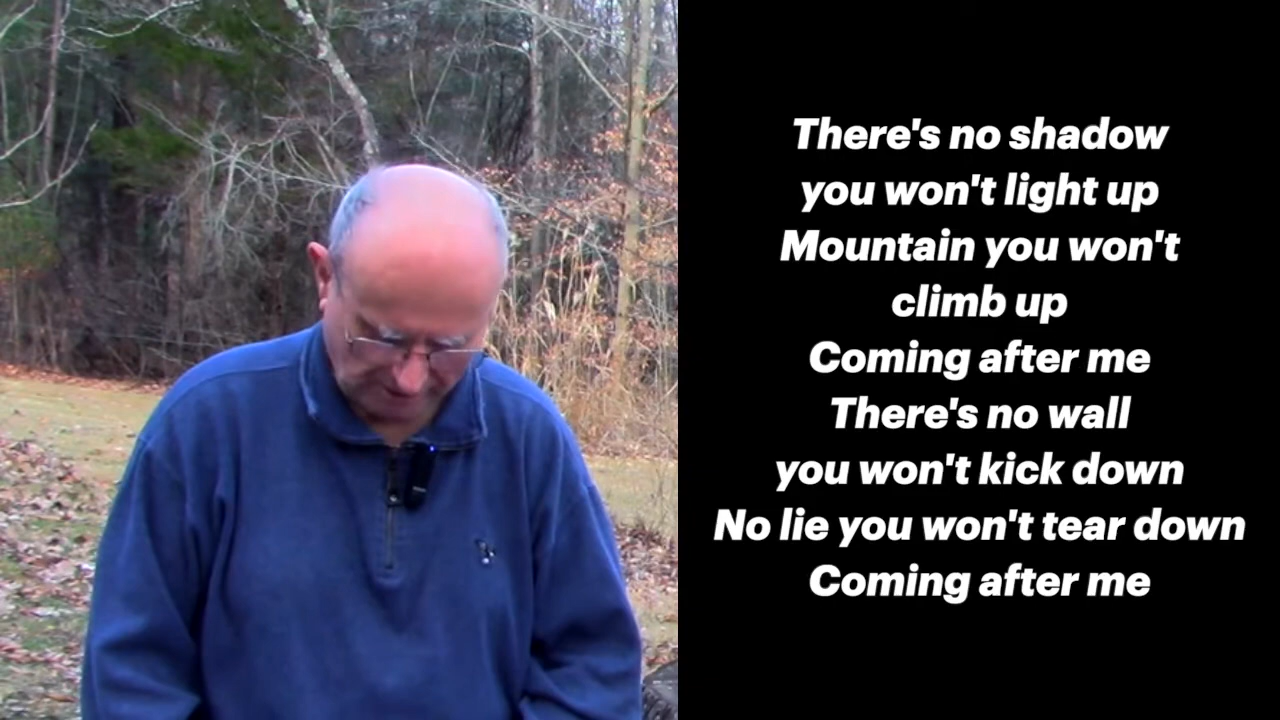 There's no shadow
you won't light up
Mountain you won't
climb up
Coming after me
There's no wall
you won't kick down
No lie you won't tear down
Coming after me